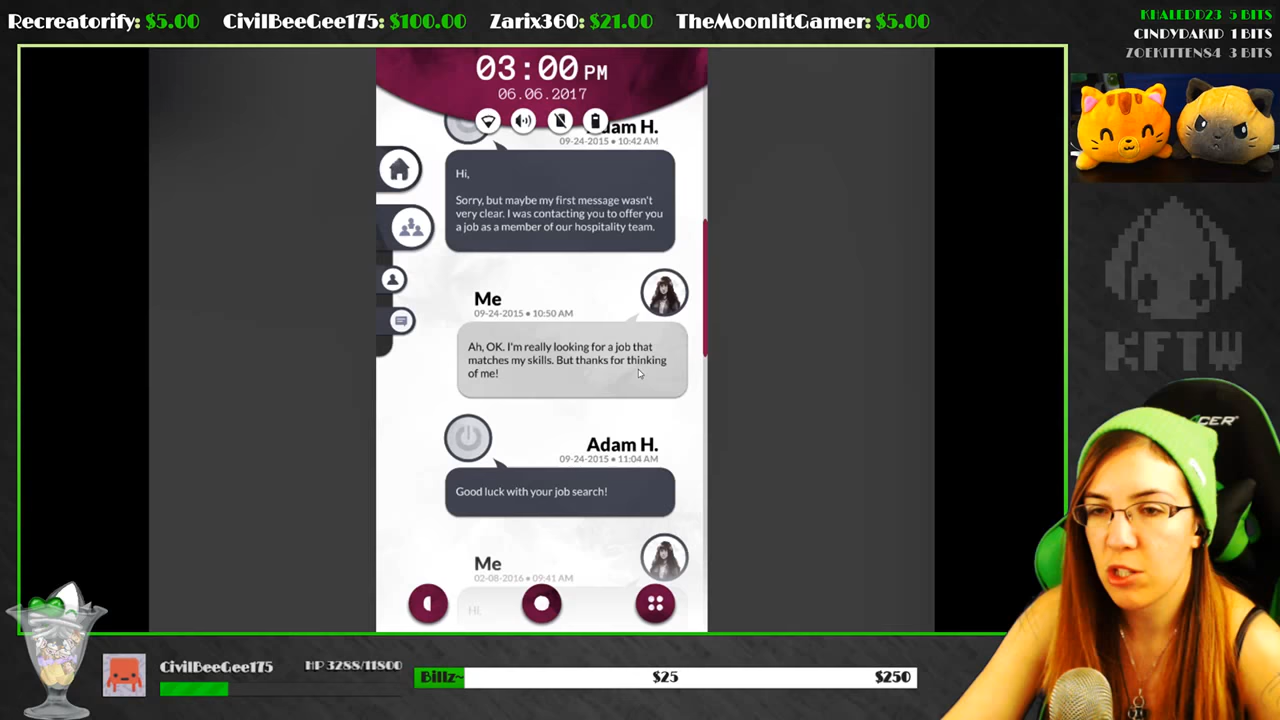 Recreatorify: $5.00 CivilBeeGee175: $100.00 Zarix360: $21.00 TheMoonlitGamer: $5.00
KHALEDD23 5 BITS
CINDYDAKID 1 BITS
ZOEKITTENS4 3 BITS
03:00 PM
06.06.2017
dam H.
09-24-2015 • 10:42 AM
Hi,
Sorry, but maybe my first message wasn't
very clear. I was contacting you to offer you
a job as a member of our hospitality team.
Me
09-24-2015 • 10:50 AM
Ah, OK. I'm really looking for a job that
matches my skills. But thanks for thinking
of me!
Adam H.
09-24-2015 • 11:04 AM
Good luck with your job search!
Me
02-08-2016 • 09:41 AM
Hi,
KFTW
CivilBeeGee175 HP 3288/11800
Billz~ $25 $250